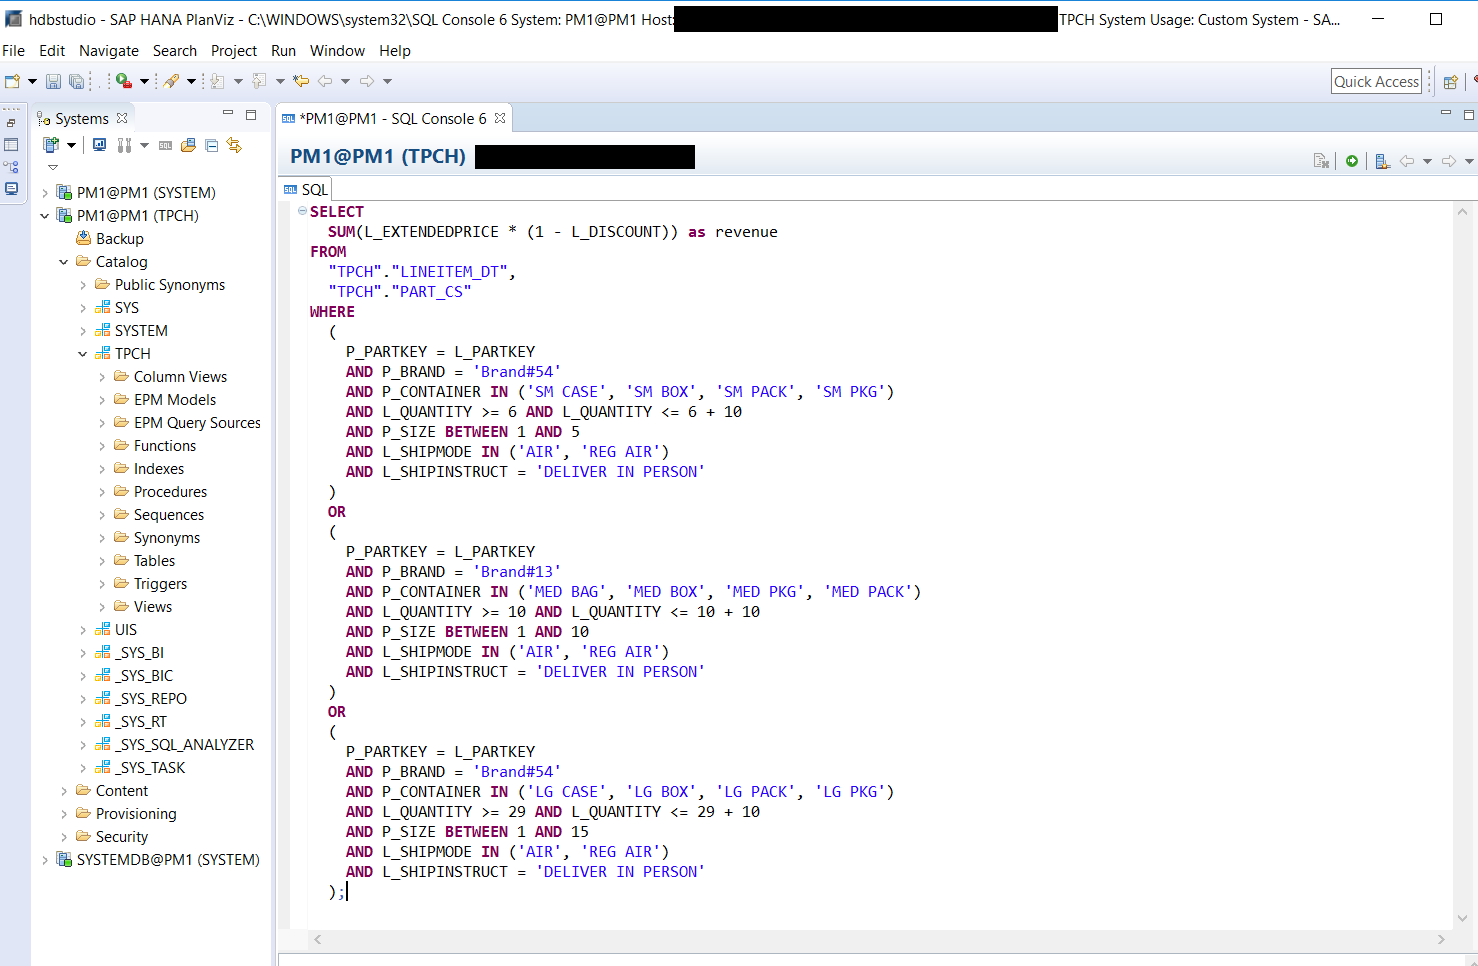 hdbstudio - SAP HANA PlanViz - C:\WINDOWS\system32\SQL Console 6 System: PM1@PM1 Host: TPCH System Usage: Custom System - SA...
File Edit Navigate Search Project Run Window Help
Quick Access
Systems
*PM1@PM1 - SQL Console 6
PM1@PM1 (TPCH)
SQL
PM1@PM1 (SYSTEM)
PM1@PM1 (TPCH)
Backup
Catalog
Public Synonyms
SYS
SYSTEM
TPCH
Column Views
EPM Models
EPM Query Sources
Functions
Indexes
Procedures
Sequences
Synonyms
Tables
Triggers
Views
UIS
_SYS_BI
_SYS_BIC
_SYS_REPO
_SYS_RT
_SYS_SQL_ANALYZER
_SYS_TASK
Content
Provisioning
Security
SYSTEMDB@PM1 (SYSTEM)
SELECT
SUM(L_EXTENDEDPRICE * (1 - L_DISCOUNT)) as revenue
FROM
"TPCH"."LINEITEM_DT",
"TPCH"."PART_CS"
WHERE
(
P_PARTKEY = L_PARTKEY
AND P_BRAND = 'Brand#54'
AND P_CONTAINER IN ('SM CASE', 'SM BOX', 'SM PACK', 'SM PKG')
AND L_QUANTITY >= 6 AND L_QUANTITY <= 6 + 10
AND P_SIZE BETWEEN 1 AND 5
AND L_SHIPMODE IN ('AIR', 'REG AIR')
AND L_SHIPINSTRUCT = 'DELIVER IN PERSON'
)
OR
(
P_PARTKEY = L_PARTKEY
AND P_BRAND = 'Brand#13'
AND P_CONTAINER IN ('MED BAG', 'MED BOX', 'MED PKG', 'MED PACK')
AND L_QUANTITY >= 10 AND L_QUANTITY <= 10 + 10
AND P_SIZE BETWEEN 1 AND 10
AND L_SHIPMODE IN ('AIR', 'REG AIR')
AND L_SHIPINSTRUCT = 'DELIVER IN PERSON'
)
OR
(
P_PARTKEY = L_PARTKEY
AND P_BRAND = 'Brand#54'
AND P_CONTAINER IN ('LG CASE', 'LG BOX', 'LG PACK', 'LG PKG')
AND L_QUANTITY >= 29 AND L_QUANTITY <= 29 + 10
AND P_SIZE BETWEEN 1 AND 15
AND L_SHIPMODE IN ('AIR', 'REG AIR')
AND L_SHIPINSTRUCT = 'DELIVER IN PERSON'
);